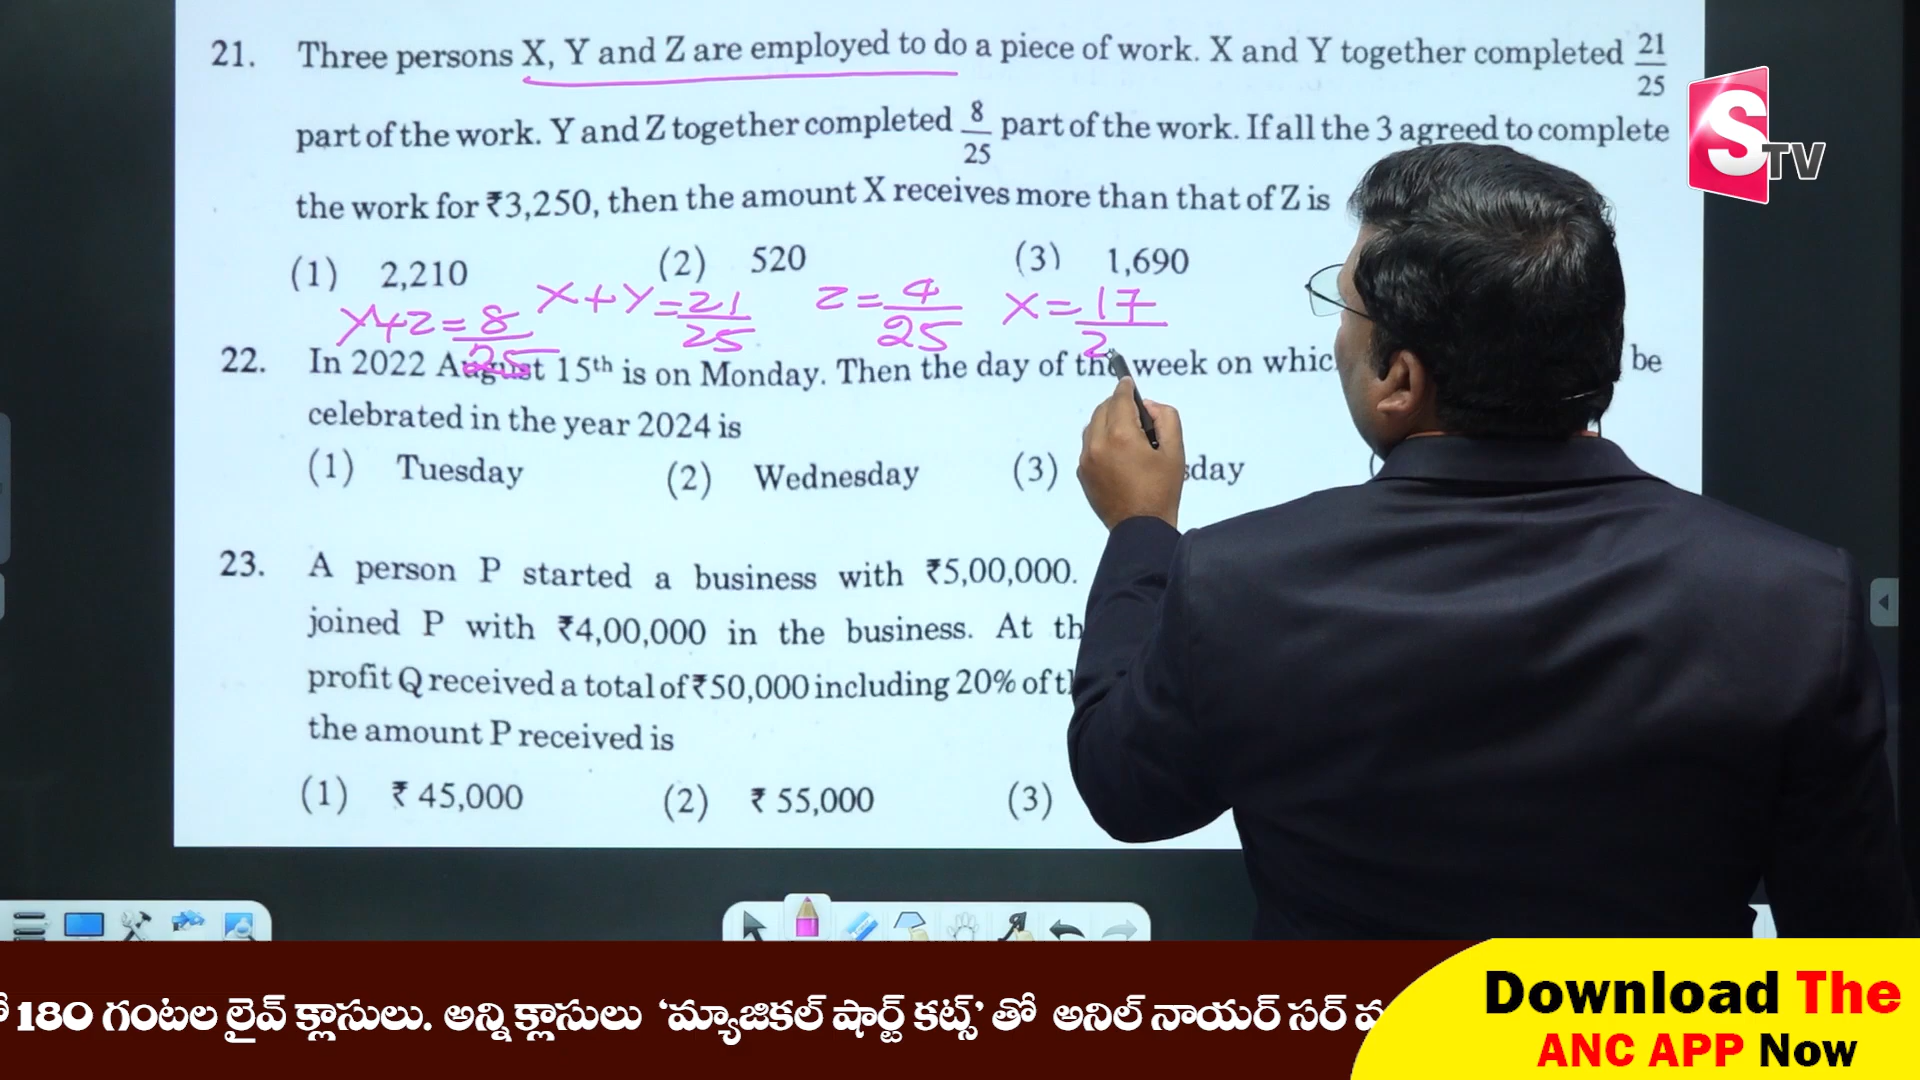 21. Three persons X, Y and Z are employed to do a piece of work. X and Y together completed 21/25
part of the work. Y and Z together completed 8/25 part of the work. If all the 3 agreed to complete
the work for ₹3,250, then the amount X receives more than that of Z is
(1) 2,210 (2) 520 (3) 1,690
Y+Z=8/25 X+Y=21/25 Z=4/25 X=17/2
22. In 2022 August 15th is on Monday. Then the day of the week on which be
celebrated in the year 2024 is
(1) Tuesday (2) Wednesday (3) sday
23. A person P started a business with ₹5,00,000.
joined P with ₹4,00,000 in the business. At th
profit Q received a total of ₹50,000 including 20% of t
the amount P received is
(1) ₹ 45,000 (2) ₹ 55,000 (3)
S TV
180 గంటల లైవ్ క్లాసులు. అన్ని క్లాసులు ‘మ్యాజికల్ షార్ట్ కట్స్’ తో అనిల్ నాయర్ సర్
Download The
ANC APP Now